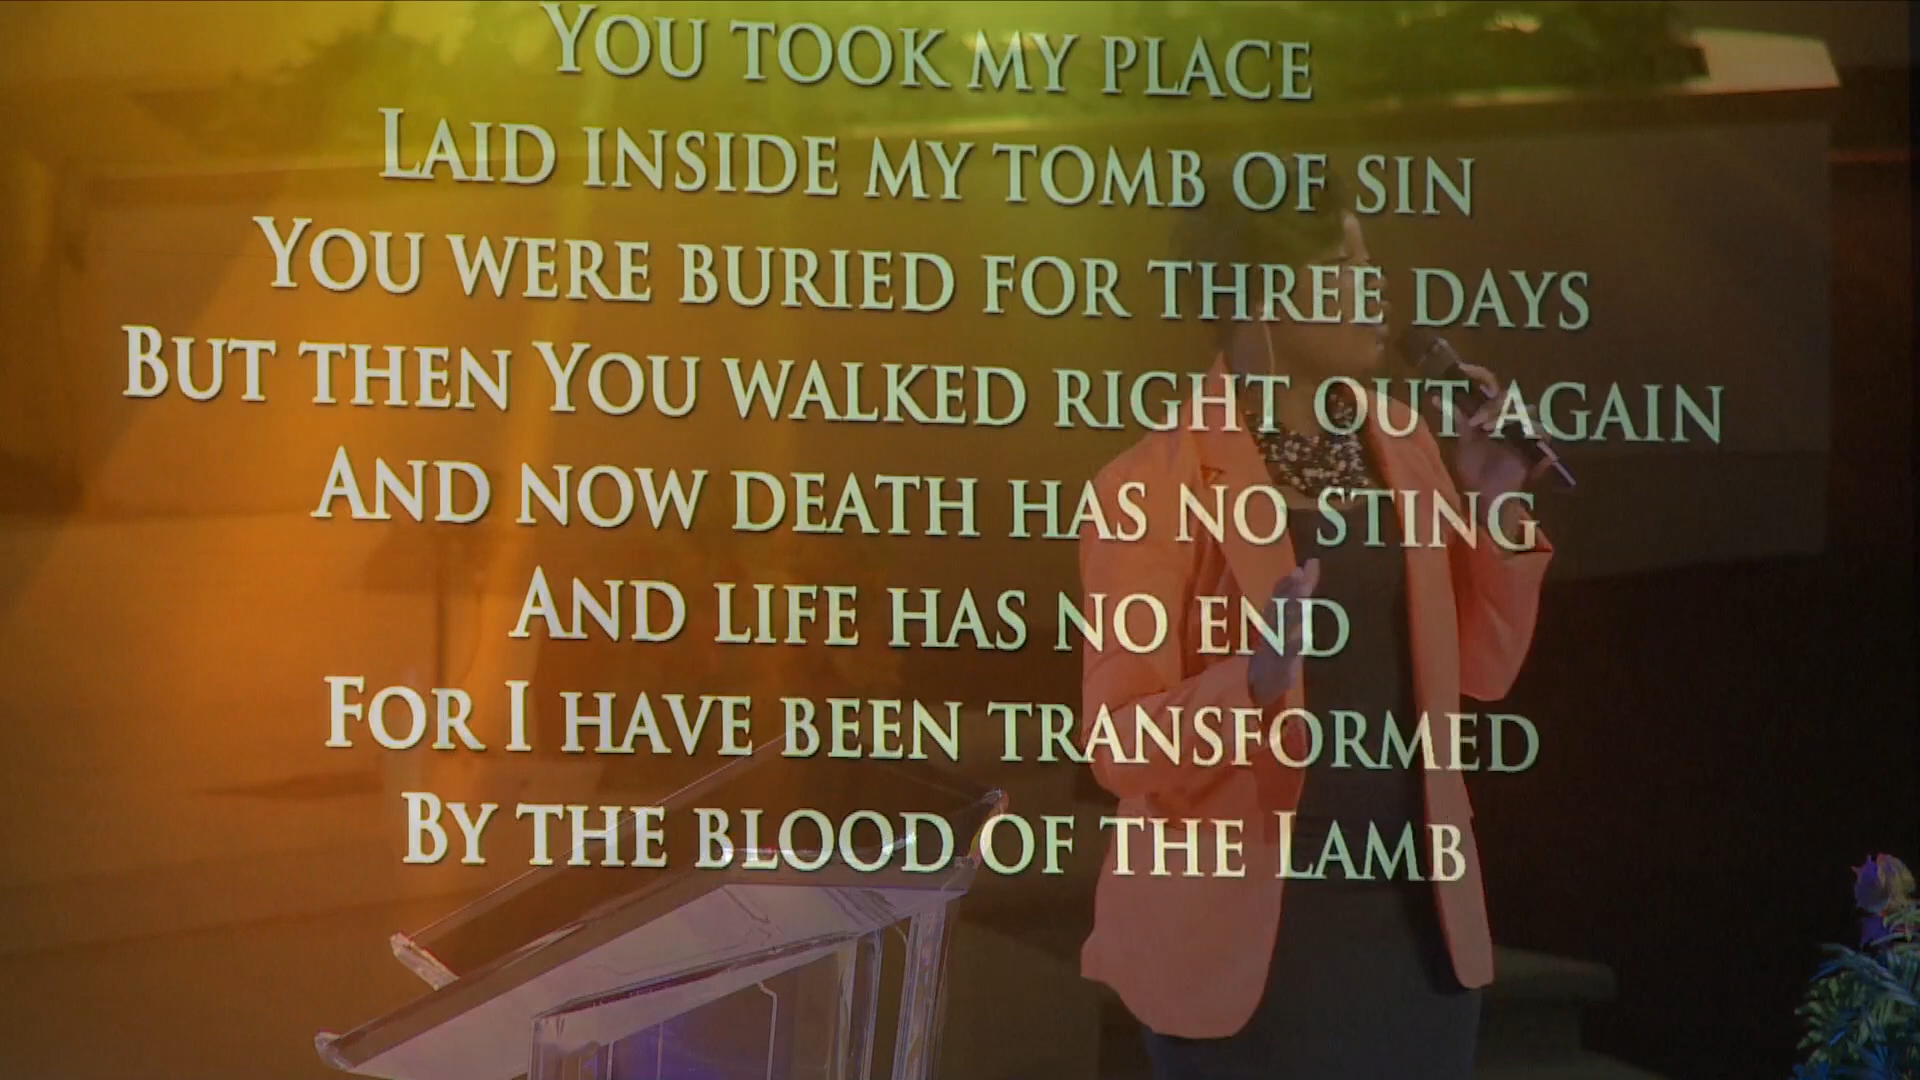 You took my place
Laid inside my tomb of sin
You were buried for three days
But then You walked right out again
And now death has no sting
And life has no end
For I have been transformed
By the blood of the Lamb